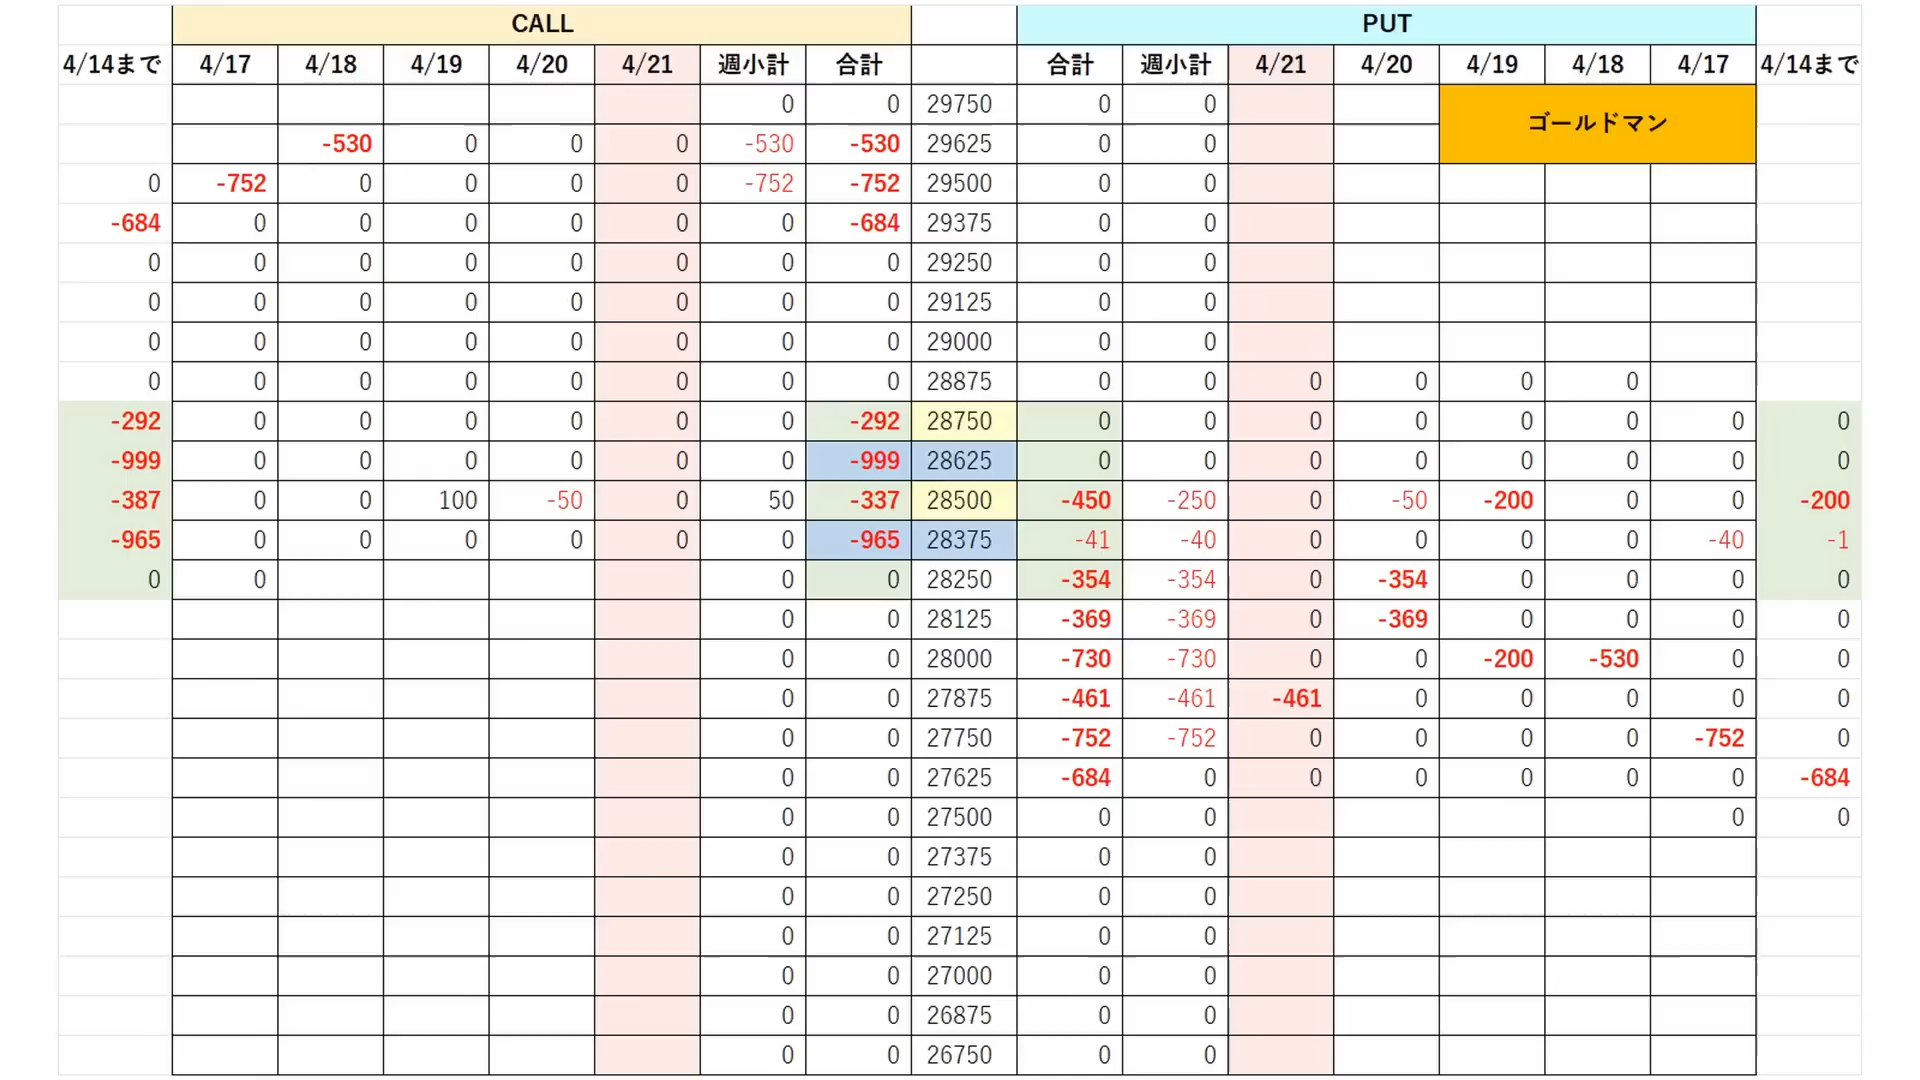 CALL PUT
4/14まで 4/17 4/18 4/19 4/20 4/21 週小計 合計 合計 週小計 4/21 4/20 4/19 4/18 4/17 4/14まで
0 0 29750 0 0
ゴールドマン
-530 0 0 0 -530 -530 29625 0 0
0 -752 0 0 0 0 -752 -752 29500 0 0
-684 0 0 0 0 0 0 -684 29375 0 0
0 0 0 0 0 0 0 0 29250 0 0
0 0 0 0 0 0 0 0 29125 0 0
0 0 0 0 0 0 0 0 29000 0 0
0 0 0 0 0 0 0 0 28875 0 0 0 0 0 0
-292 0 0 0 0 0 0 -292 28750 0 0 0 0 0 0 0 0
-999 0 0 0 0 0 0 -999 28625 0 0 0 0 0 0 0 0
-387 0 0 100 -50 0 50 -337 28500 -450 -250 0 -50 -200 0 0 -200
-965 0 0 0 0 0 0 -965 28375 -41 -40 0 0 0 0 -40 -1
0 0 0 0 28250 -354 -354 0 -354 0 0 0 0
0 0 28125 -369 -369 0 -369 0 0 0 0
0 0 28000 -730 -730 0 0 -200 -530 0 0
0 0 27875 -461 -461 -461 0 0 0 0 0
0 0 27750 -752 -752 0 0 0 0 -752 0
0 0 27625 -684 0 0 0 0 0 0 -684
0 0 27500 0 0 0 0
0 0 27375 0 0
0 0 27250 0 0
0 0 27125 0 0
0 0 27000 0 0
0 0 26875 0 0
0 0 26750 0 0